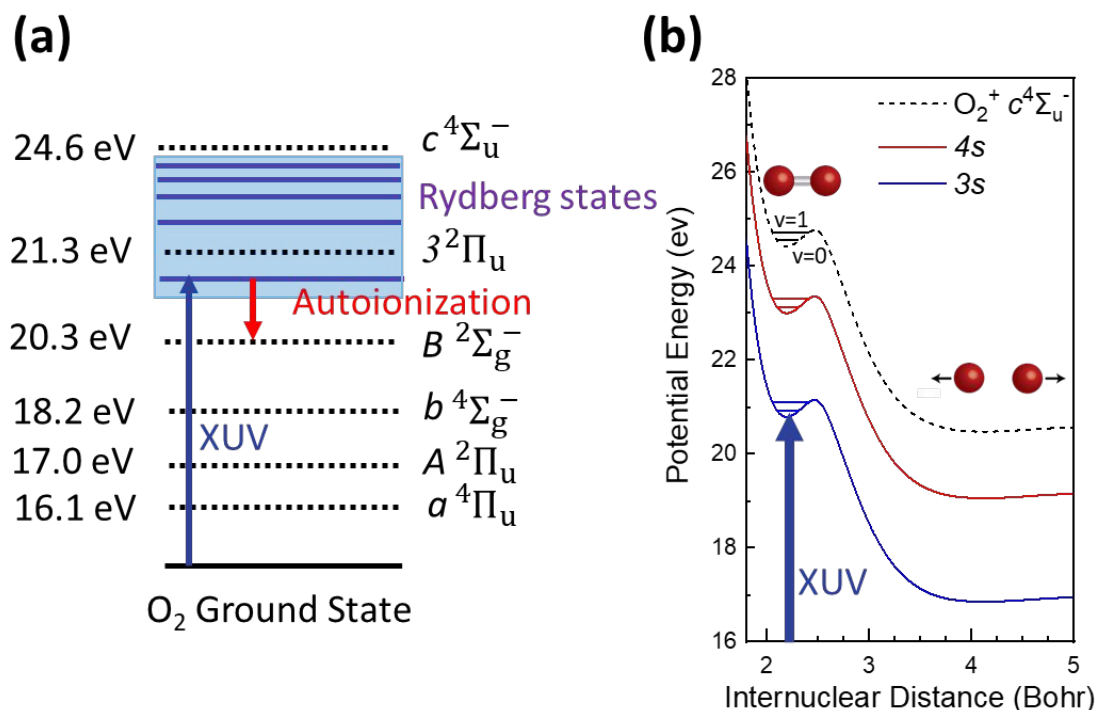 (a)
24.6 eV
c ⁴Σᵤ⁻
Rydberg states
21.3 eV
3 ²Πᵤ
Autoionization
20.3 eV
B ²Σg⁻
18.2 eV
b ⁴Σg⁻
XUV
17.0 eV
A ²Πᵤ
16.1 eV
a ⁴Πᵤ
O₂ Ground State
(b)
28
26
24
22
20
18
16
Potential Energy (ev)
O₂⁺ c⁴Σᵤ⁻
4s
3s
v=1
v=0
XUV
2
3
4
5
Internuclear Distance (Bohr)